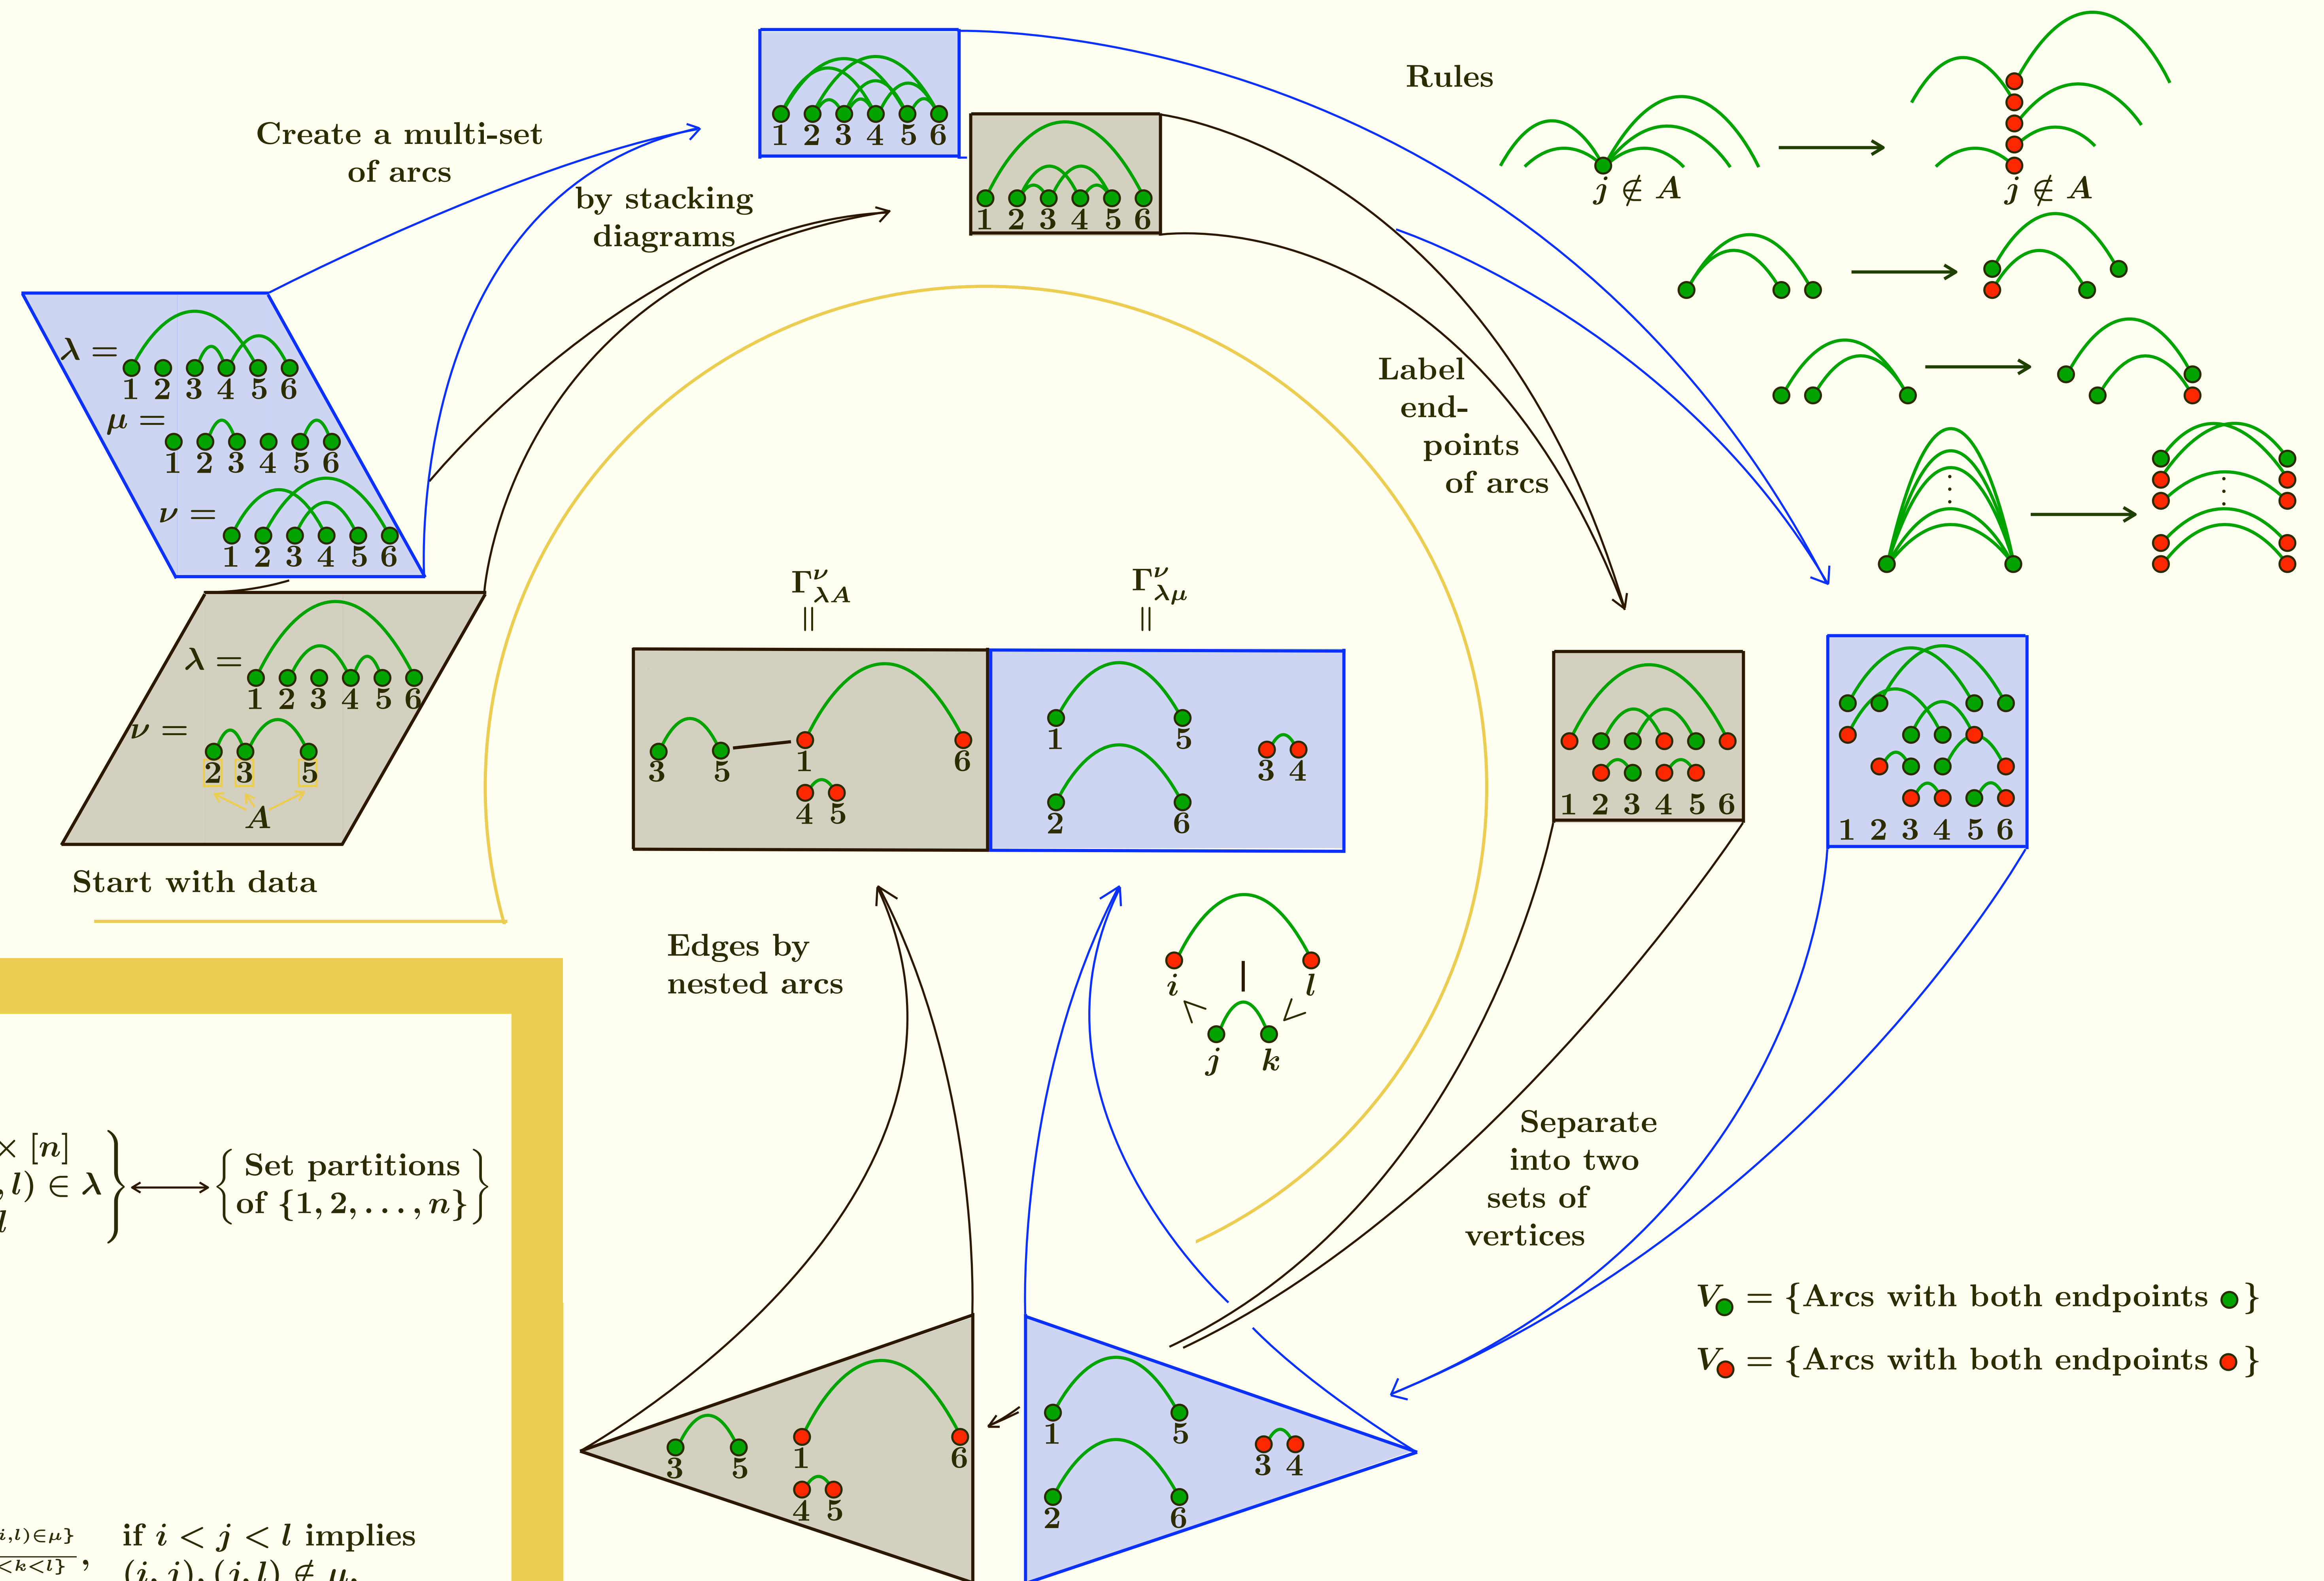 Rules
1 2 3 4 5 6
Create a multi-set
of arcs
by stacking
diagrams
1 2 3 4 5 6
j ∉ A
j ∉ A
λ =
1 2 3 4 5 6
μ =
1 2 3 4 5 6
ν =
1 2 3 4 5 6
λ =
1 2 3 4 5 6
ν =
2 3 5
A
Start with data
Label
end-
points
of arcs
Γ^ν_{λA}
||
Γ^ν_{λμ}
||
3 5 1 6
4 5
1 5
3 4
2 6
1 2 3 4 5 6
1 2 3 4 5 6
Edges by
nested arcs
i l
< <
j k
× [n]
, l) ∈ λ
l
Set partitions
of {1, 2, . . . , n}
Separate
into two
sets of
vertices
V = {Arcs with both endpoints }
V = {Arcs with both endpoints }
3 5 1 6
4 5
1 5
3 4
2 6
i,l)∈μ}
<k<l} ,
if i < j < l implies
(i, j), (j, l) ∉ μ,